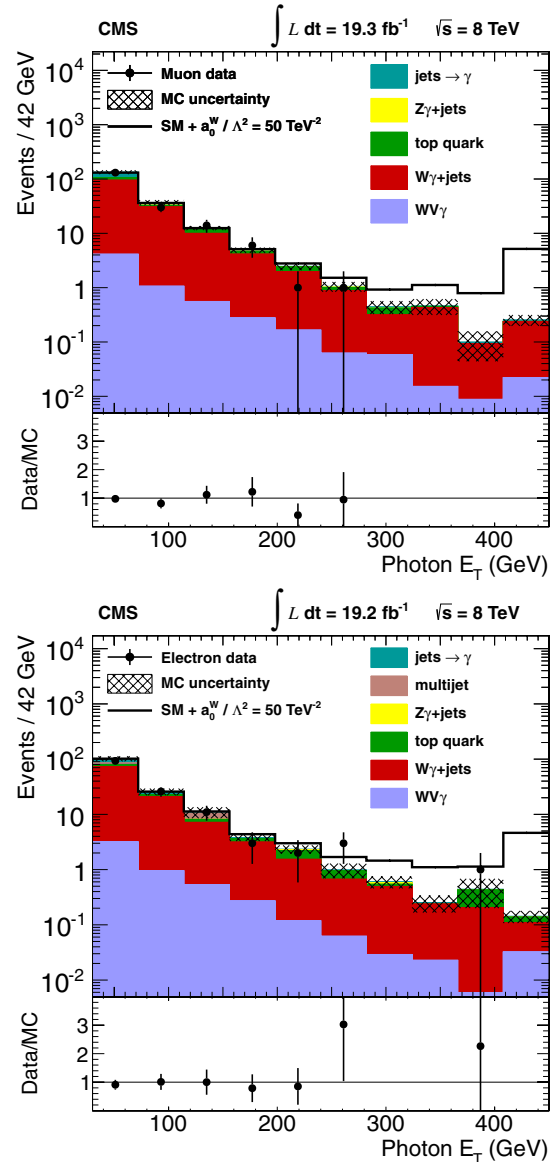 CMS ∫ L dt = 19.3 fb⁻¹ √s = 8 TeV
Events / 42 GeV
10⁴
10³
10²
10
1
10⁻¹
10⁻²
Muon data
MC uncertainty
SM + a₀ᵂ / Λ² = 50 TeV⁻²
jets → γ
Zγ+jets
top quark
Wγ+jets
WVγ
Data/MC
3
2
1
100 200 300 400
Photon E_T (GeV)
CMS ∫ L dt = 19.2 fb⁻¹ √s = 8 TeV
Events / 42 GeV
10⁴
10³
10²
10
1
10⁻¹
10⁻²
Electron data
MC uncertainty
SM + a₀ᵂ / Λ² = 50 TeV⁻²
jets → γ
multijet
Zγ+jets
top quark
Wγ+jets
WVγ
Data/MC
3
2
1
100 200 300 400
Photon E_T (GeV)